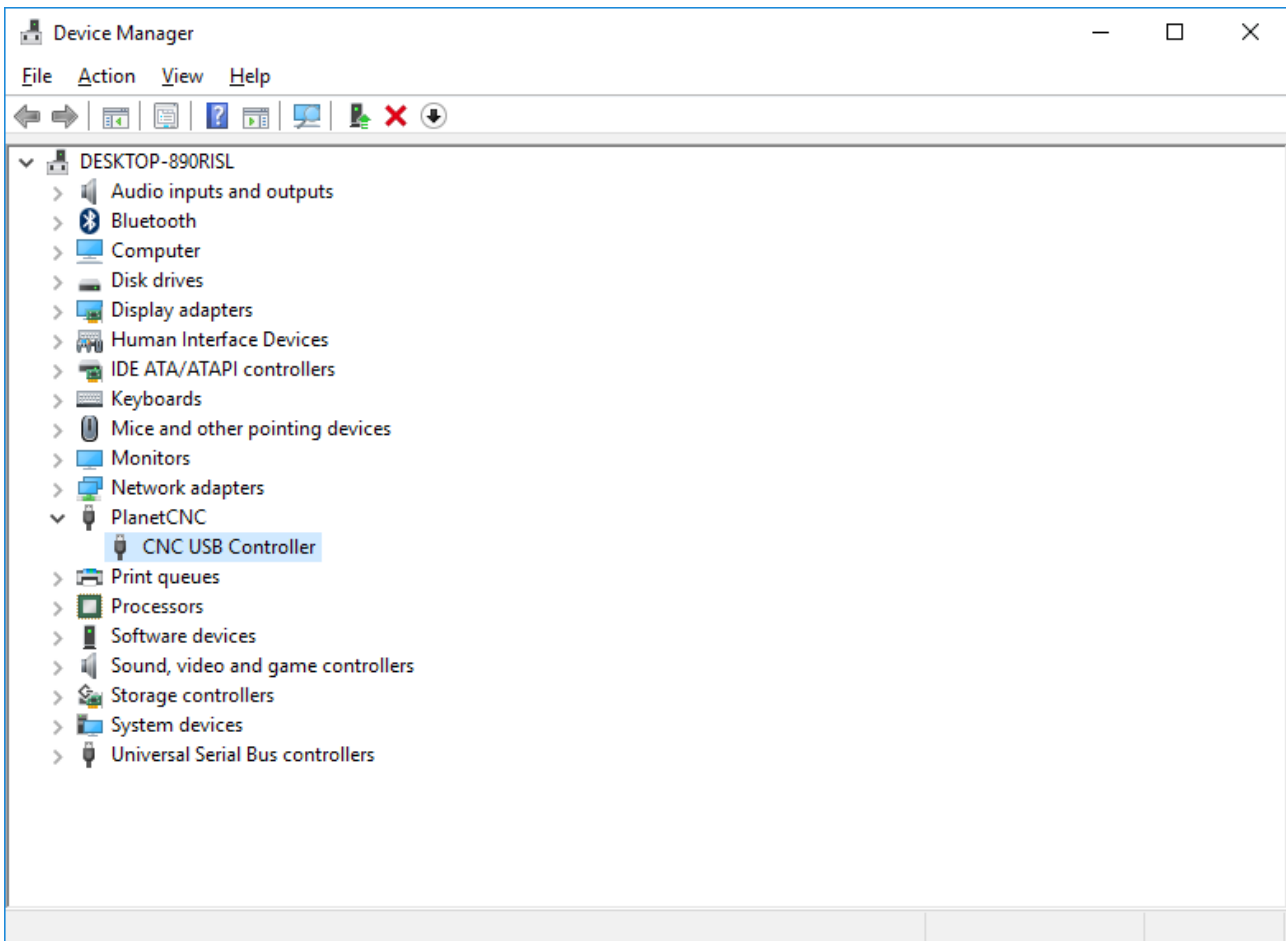 Device Manager
File Action View Help
DESKTOP-890RISL
Audio inputs and outputs
Bluetooth
Computer
Disk drives
Display adapters
Human Interface Devices
IDE ATA/ATAPI controllers
Keyboards
Mice and other pointing devices
Monitors
Network adapters
PlanetCNC
CNC USB Controller
Print queues
Processors
Software devices
Sound, video and game controllers
Storage controllers
System devices
Universal Serial Bus controllers